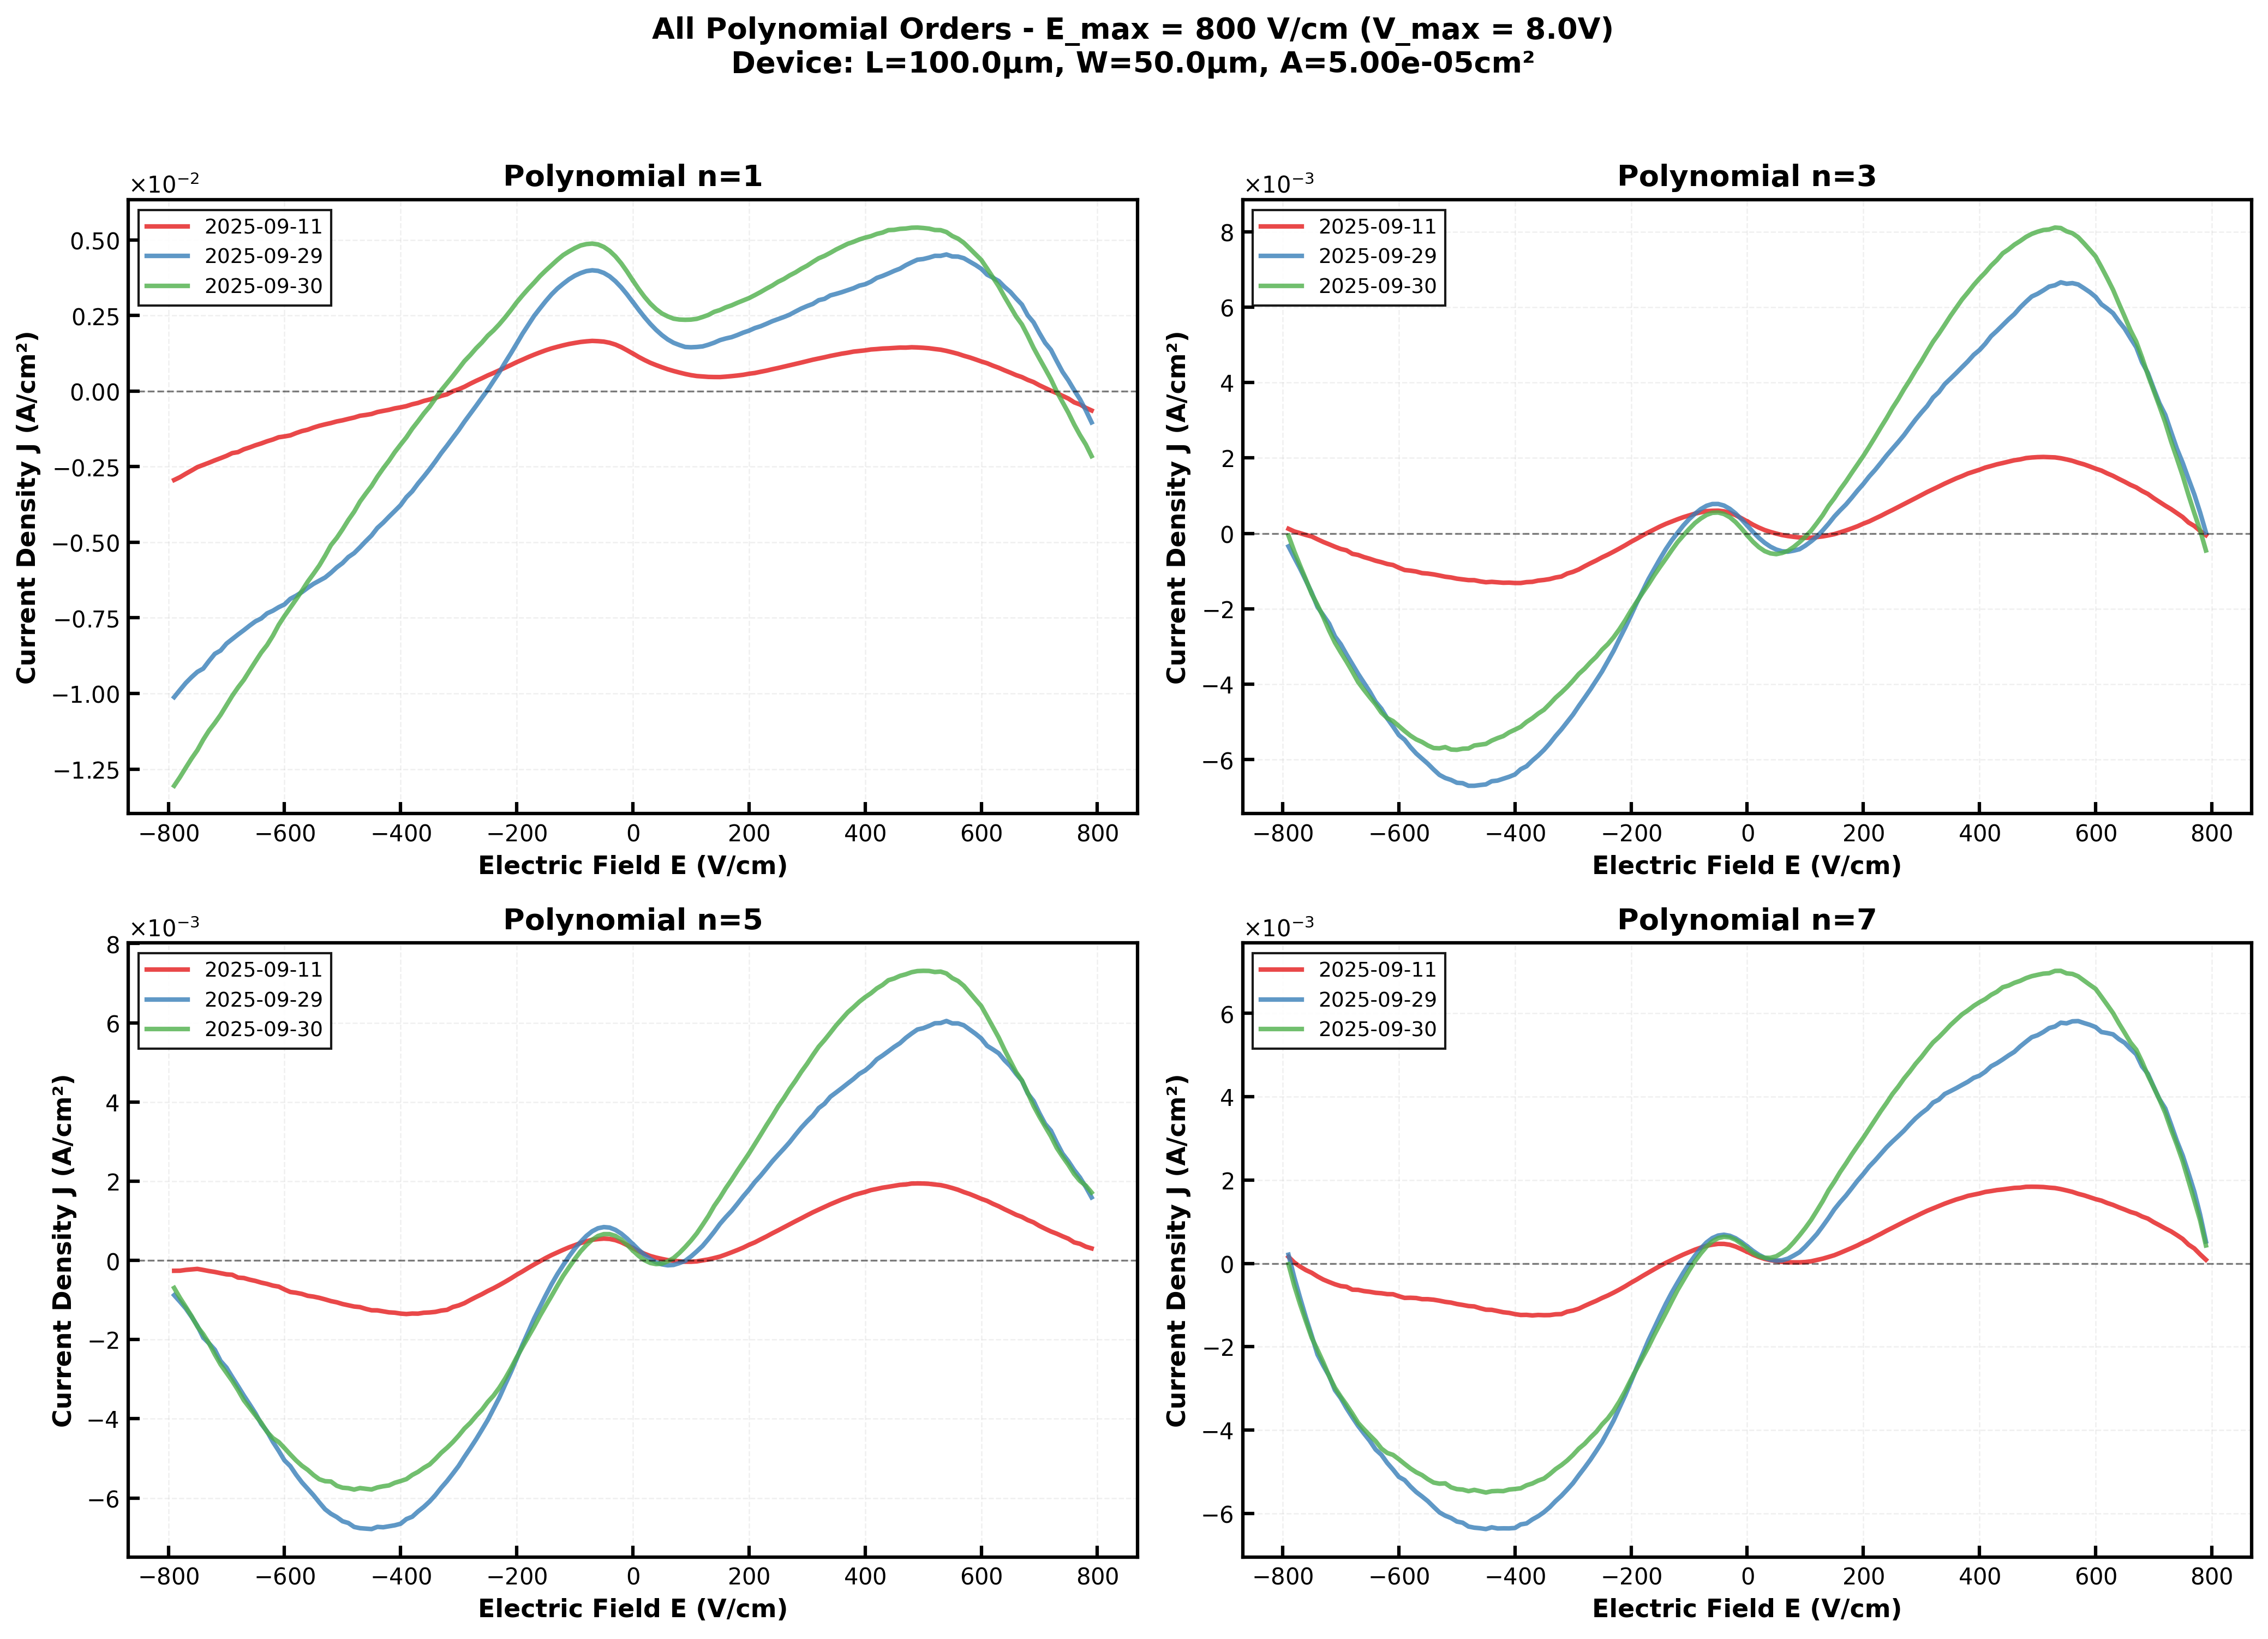 All Polynomial Orders - E_max = 800 V/cm (V_max = 8.0V)
Device: L=100.0μm, W=50.0μm, A=5.00e-05cm²
Polynomial n=1
×10⁻²
2025-09-11
2025-09-29
2025-09-30
Current Density J (A/cm²)
0.50
0.25
0.00
−0.25
−0.50
−0.75
−1.00
−1.25
−800 −600 −400 −200 0 200 400 600 800
Electric Field E (V/cm)
Polynomial n=3
×10⁻³
2025-09-11
2025-09-29
2025-09-30
Current Density J (A/cm²)
8
6
4
2
0
−2
−4
−6
−800 −600 −400 −200 0 200 400 600 800
Electric Field E (V/cm)
Polynomial n=5
×10⁻³
2025-09-11
2025-09-29
2025-09-30
Current Density J (A/cm²)
8
6
4
2
0
−2
−4
−6
−800 −600 −400 −200 0 200 400 600 800
Electric Field E (V/cm)
Polynomial n=7
×10⁻³
2025-09-11
2025-09-29
2025-09-30
Current Density J (A/cm²)
6
4
2
0
−2
−4
−6
−800 −600 −400 −200 0 200 400 600 800
Electric Field E (V/cm)